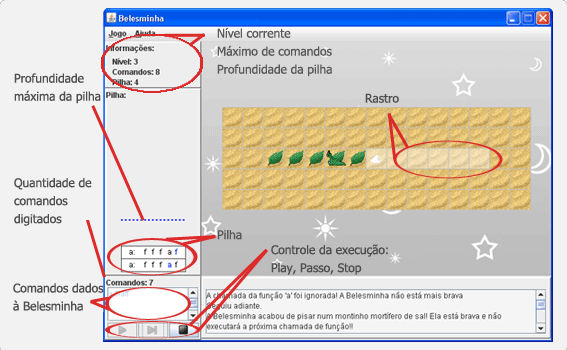 Belesminha
Jogo Ajuda
Informações:
Nível: 3
Comandos: 8
Pilha: 4
Pilha:
Nível corrente
Máximo de comandos
Profundidade da pilha
Rastro
Profundidade
máxima da pilha
Quantidade de
comandos
digitados
Pilha
a: f f f a f
a: f f f a f
Controle da execução:
Play, Passo, Stop
Comandos dados
à Belesminha
Comandos: 7
A chamada da função 'a' foi ignorada! A Belesminha não está mais brava
Seguiu adiante.
A Belesminha acabou de pisar num montinho mortífero de sal! Ela está brava e não
executará a próxima chamada de função!!